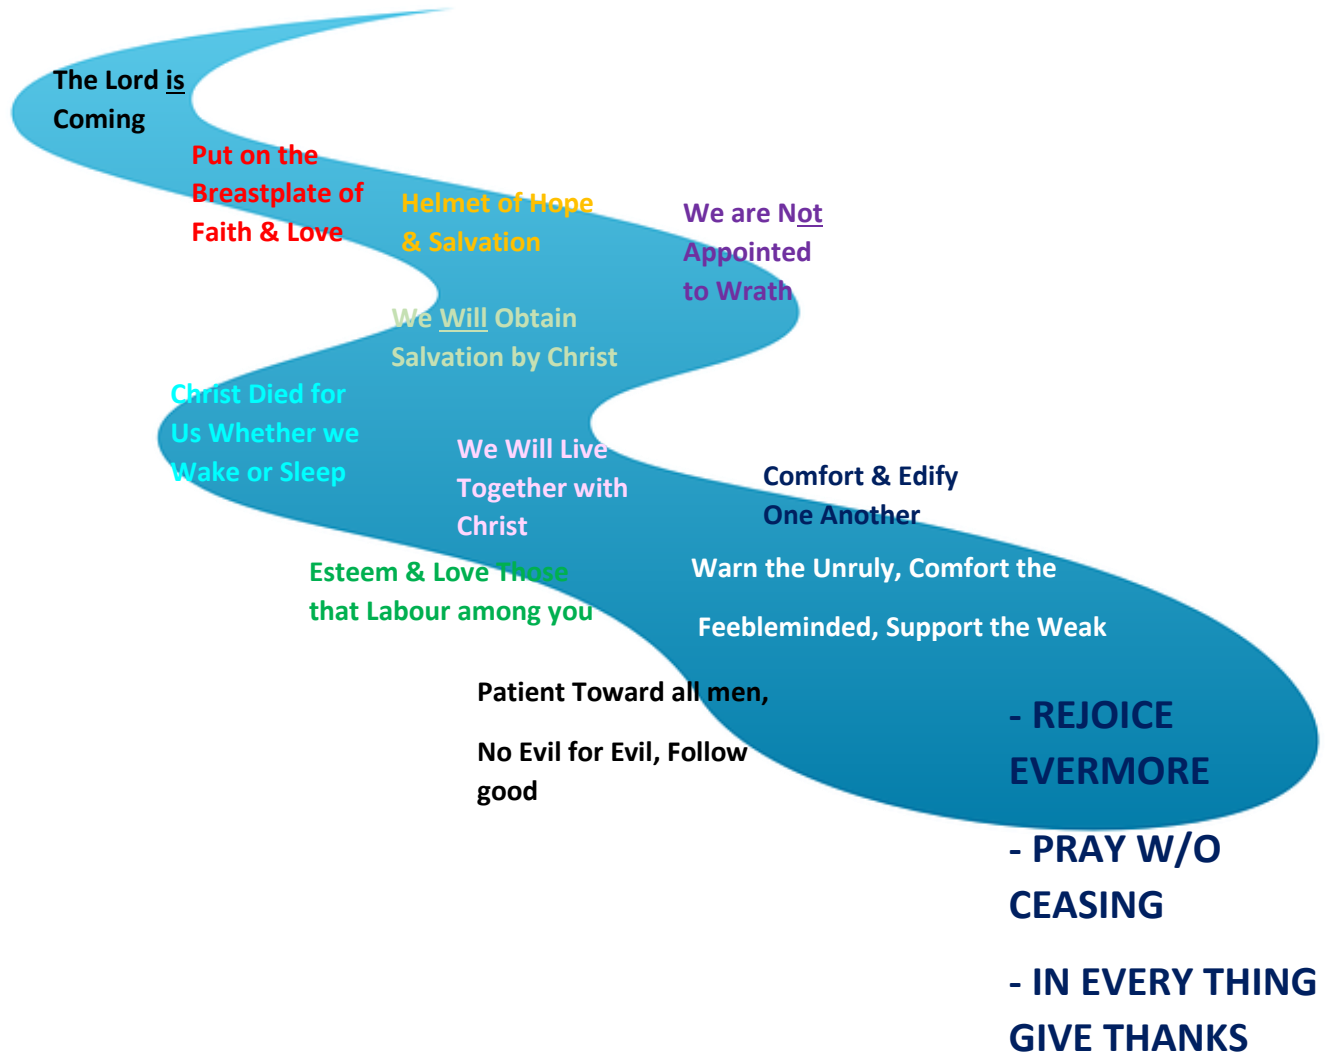 The Lord is
Coming
Put on the
Breastplate of
Faith & Love
Helmet of Hope
& Salvation
We are Not
Appointed
to Wrath
We Will Obtain
Salvation by Christ
Christ Died for
Us Whether we
Wake or Sleep
We Will Live
Together with
Christ
Comfort & Edify
One Another
Esteem & Love Those
that Labour among you
Warn the Unruly, Comfort the
Feebleminded, Support the Weak
Patient Toward all men,
No Evil for Evil, Follow
good
- REJOICE
EVERMORE
- PRAY W/O
CEASING
- IN EVERY THING
GIVE THANKS